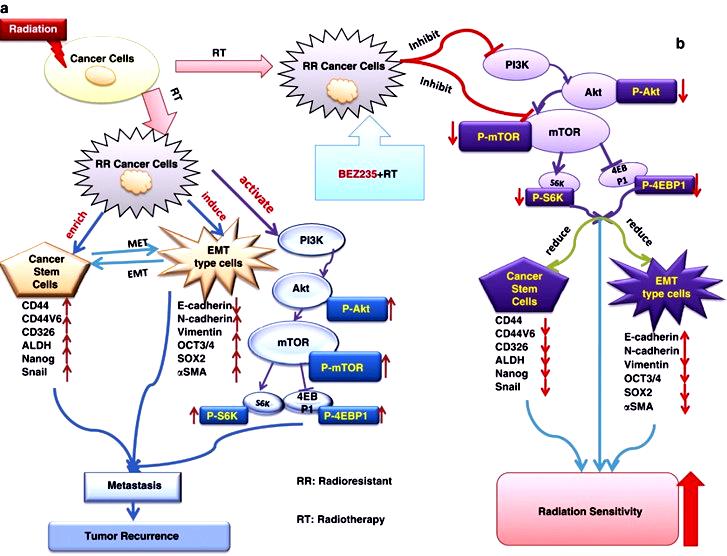 a
Radiation
Cancer Cells
RT
RT
RR Cancer Cells
Inhibit
Inhibit
BEZ235+RT
RR Cancer Cells
enrich
induce
activate
Cancer
Stem
Cells
MET
EMT
EMT
type cells
CD44
CD44V6
CD326
ALDH
Nanog
Snail
E-cadherin
N-cadherin
Vimentin
OCT3/4
SOX2
αSMA
PI3K
Akt
P-Akt
mTOR
P-mTOR
S6K
4EB
P1
P-S6K
P-4EBP1
Metastasis
Tumor Recurrence
RR: Radioresistant
RT: Radiotherapy
b
PI3K
Akt
P-Akt
P-mTOR
mTOR
S6K
P-S6K
4EB
P1
P-4EBP1
reduce
reduce
Cancer
Stem
Cells
EMT
type cells
CD44
CD44V6
CD326
ALDH
Nanog
Snail
E-cadherin
N-cadherin
Vimentin
OCT3/4
SOX2
αSMA
Radiation Sensitivity